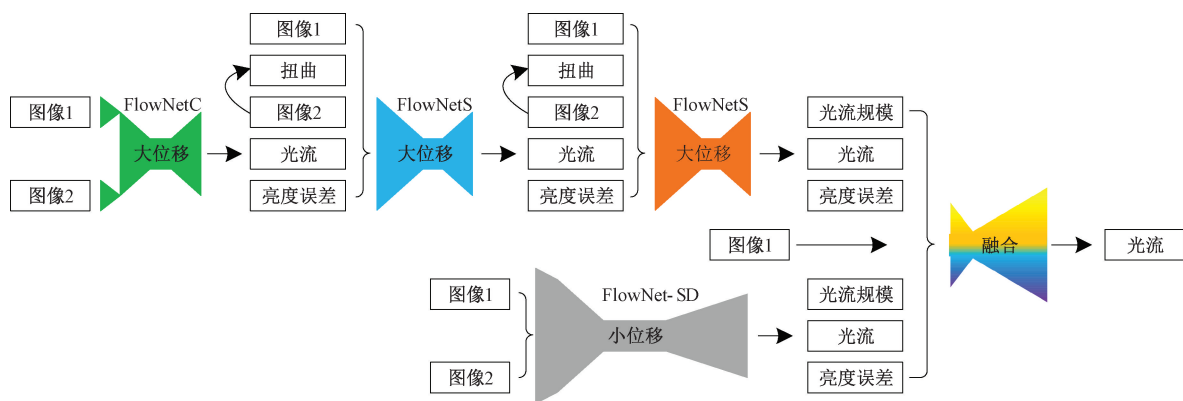 图像1
图像2
FlowNetC
大位移
图像1
扭曲
图像2
光流
亮度误差
FlowNetS
大位移
图像1
扭曲
图像2
光流
亮度误差
FlowNetS
大位移
光流规模
光流
亮度误差
图像1
图像1
图像2
FlowNet-SD
小位移
光流规模
光流
亮度误差
融合
光流